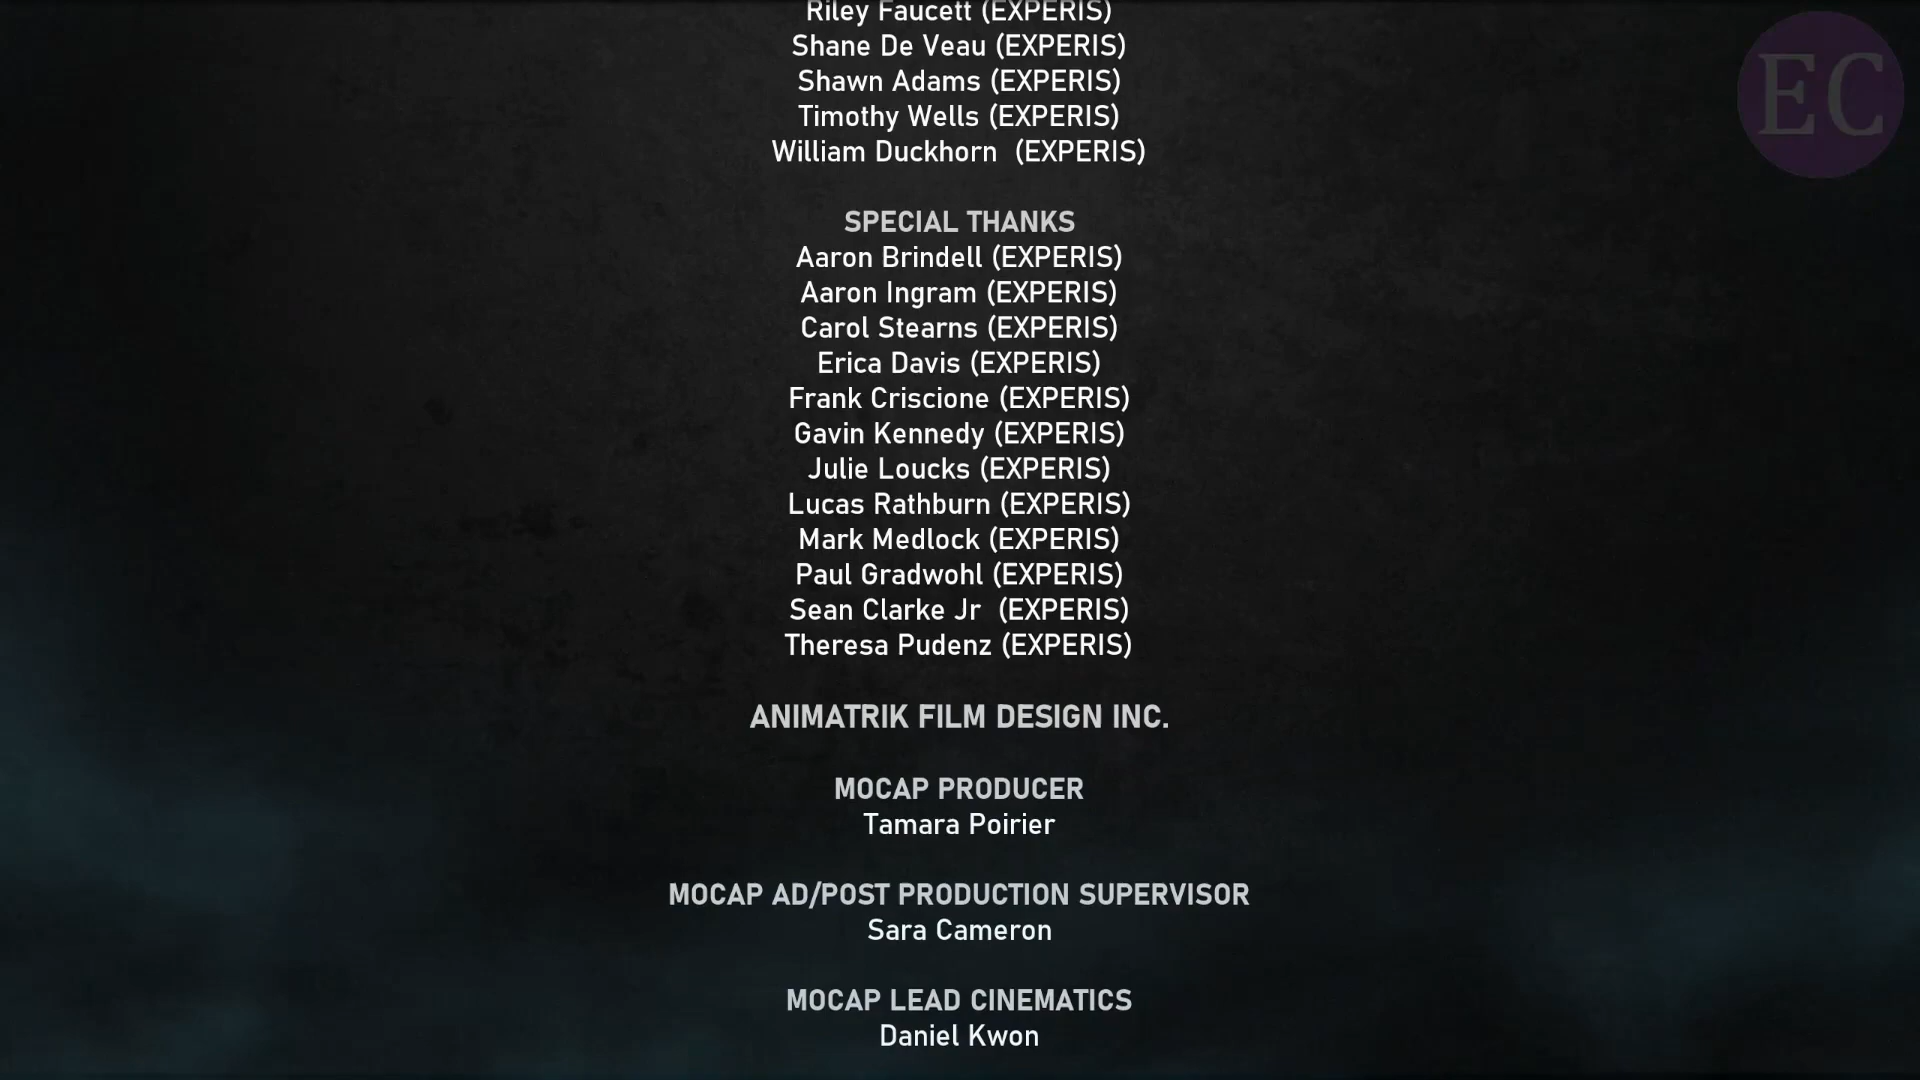 Riley Faucett (EXPERIS)
Shane De Veau (EXPERIS)
Shawn Adams (EXPERIS)
Timothy Wells (EXPERIS)
William Duckhorn  (EXPERIS)
SPECIAL THANKS
Aaron Brindell (EXPERIS)
Aaron Ingram (EXPERIS)
Carol Stearns (EXPERIS)
Erica Davis (EXPERIS)
Frank Criscione (EXPERIS)
Gavin Kennedy (EXPERIS)
Julie Loucks (EXPERIS)
Lucas Rathburn (EXPERIS)
Mark Medlock (EXPERIS)
Paul Gradwohl (EXPERIS)
Sean Clarke Jr  (EXPERIS)
Theresa Pudenz (EXPERIS)
ANIMATRIK FILM DESIGN INC.
MOCAP PRODUCER
Tamara Poirier
MOCAP AD/POST PRODUCTION SUPERVISOR
Sara Cameron
MOCAP LEAD CINEMATICS
Daniel Kwon
EC